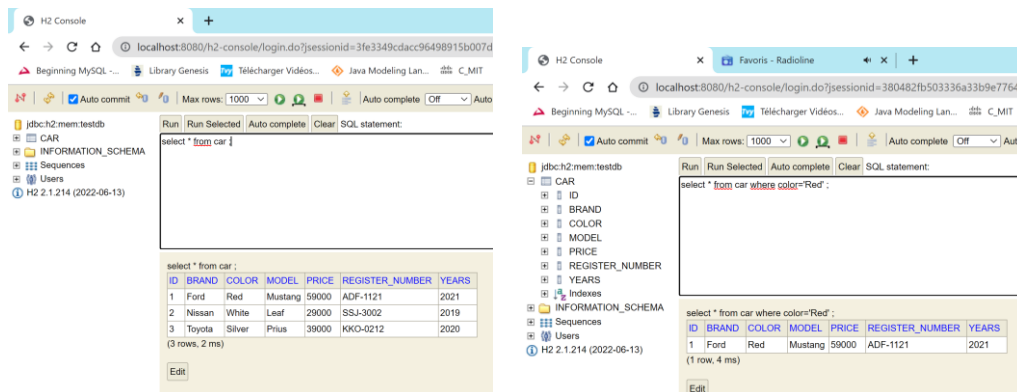 H2 Console
localhost:8080/h2-console/login.do?jsessionid=3fe3349cdacc96498915b007d
Beginning MySQL -... Library Genesis Tvy Télécharger Vidéos... Java Modeling Lan... C_MIT
Auto commit Max rows: 1000 Auto complete Off Auto
jdbc:h2:mem:testdb
CAR
INFORMATION_SCHEMA
Sequences
Users
H2 2.1.214 (2022-06-13)
Run Run Selected Auto complete Clear SQL statement:
select * from car ;
select * from car ;
ID BRAND COLOR MODEL PRICE REGISTER_NUMBER YEARS
1 Ford Red Mustang 59000 ADF-1121 2021
2 Nissan White Leaf 29000 SSJ-3002 2019
3 Toyota Silver Prius 39000 KKO-0212 2020
(3 rows, 2 ms)
Edit
H2 Console Favoris - Radioline
localhost:8080/h2-console/login.do?jsessionid=380482fb503336a33b9e7764
Beginning MySQL -... Library Genesis Tvy Télécharger Vidéos... Java Modeling Lan... C_MIT
Auto commit Max rows: 1000 Auto complete Off Aut
jdbc:h2:mem:testdb
CAR
ID
BRAND
COLOR
MODEL
PRICE
REGISTER_NUMBER
YEARS
Indexes
INFORMATION_SCHEMA
Sequences
Users
H2 2.1.214 (2022-06-13)
Run Run Selected Auto complete Clear SQL statement:
select * from car where color='Red' ;
select * from car where color='Red' ;
ID BRAND COLOR MODEL PRICE REGISTER_NUMBER YEARS
1 Ford Red Mustang 59000 ADF-1121 2021
(1 row, 4 ms)
Edit